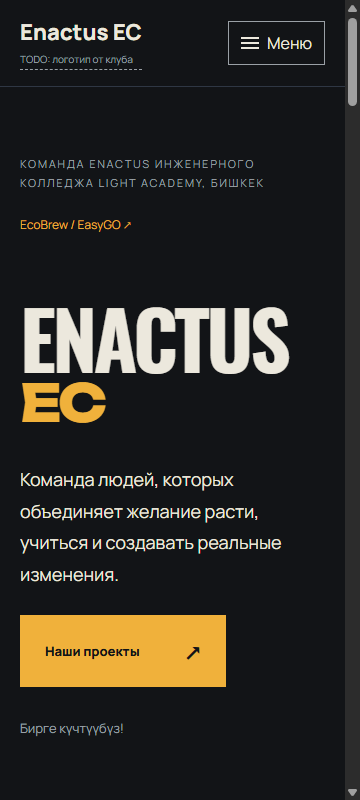 Enactus EC
TODO: логотип от клуба
Меню
КОМАНДА ENACTUS ИНЖЕНЕРНОГО
КОЛЛЕДЖА LIGHT ACADEMY, БИШКЕК
EcoBrew / EasyGO ↗
ENACTUS
EC
Команда людей, которых
объединяет желание расти,
учиться и создавать реальные
изменения.
Наши проекты ↗
Бирге күчтүүбүз!